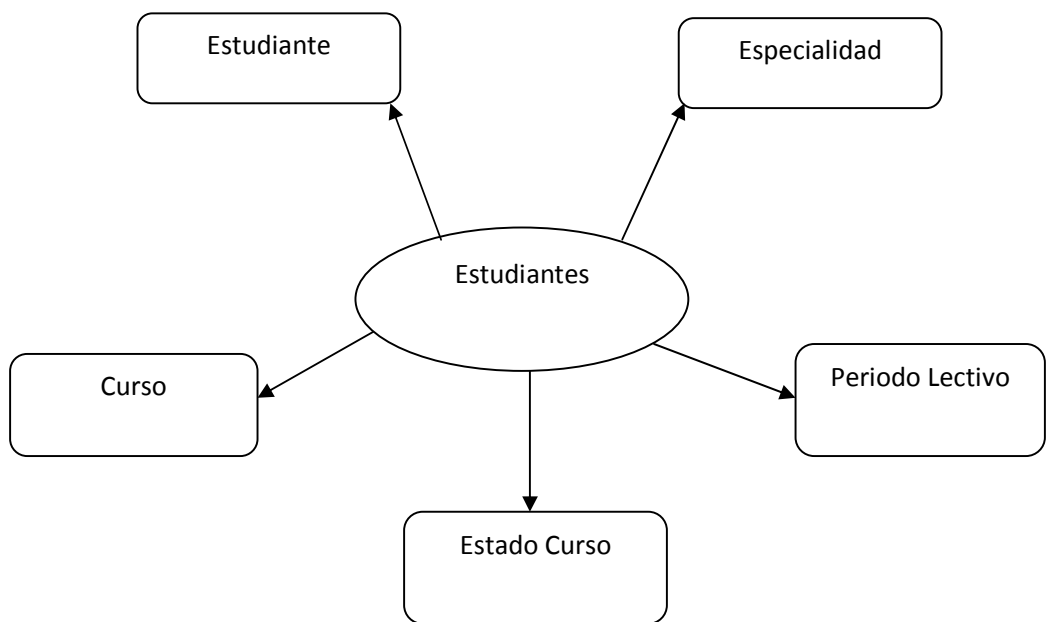 Estudiante
Especialidad
Estudiantes
Curso
Periodo Lectivo
Estado Curso